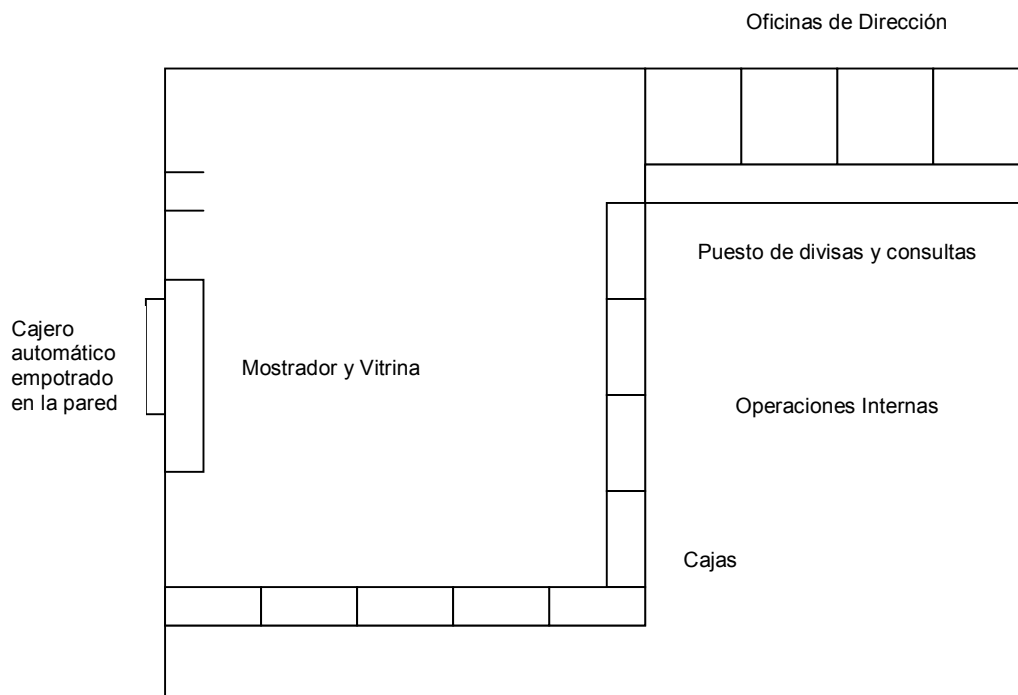 Oficinas de Dirección
Puesto de divisas y consultas
Cajero
automático
empotrado
en la pared
Mostrador y Vitrina
Operaciones Internas
Cajas